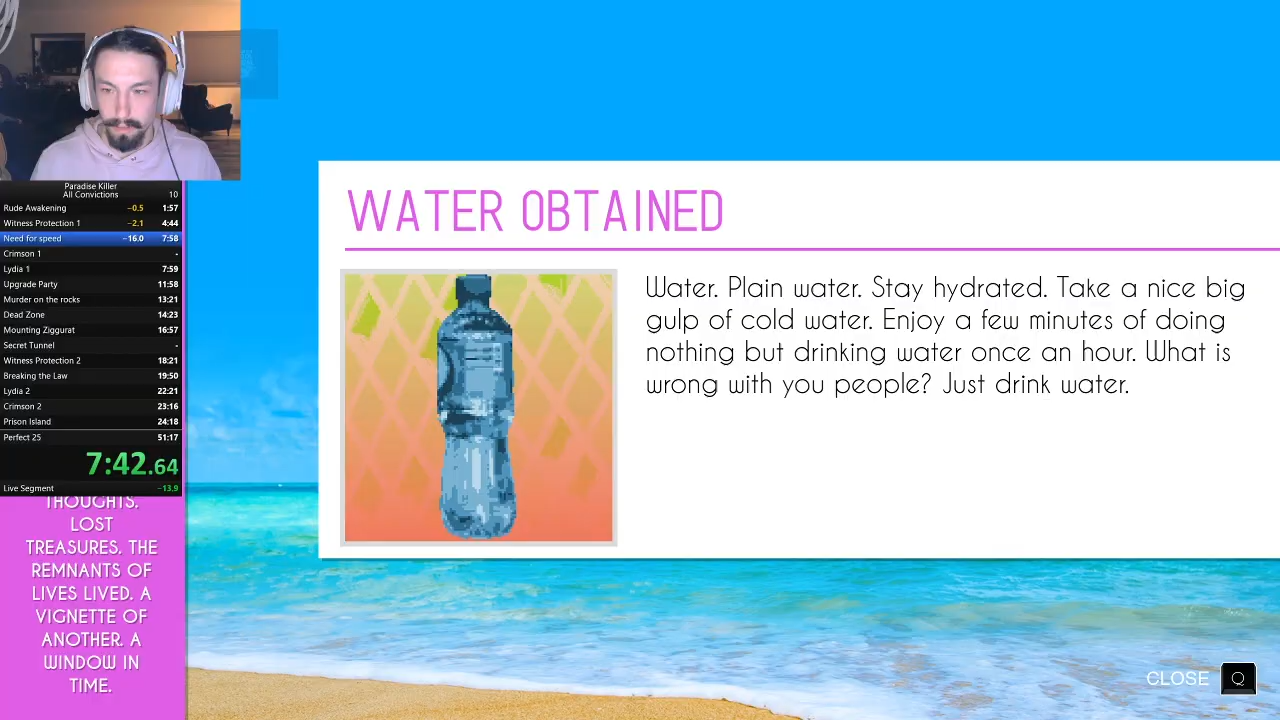 Paradise Killer
All Convictions 10
Rude Awakening −0.5 1:57
Witness Protection 1 −2.1 4:44
Need for speed −16.0 7:58
Crimson 1 -
Lydia 1 7:59
Upgrade Party 11:58
Murder on the rocks 13:21
Dead Zone 14:23
Mounting Ziggurat 16:57
Secret Tunnel -
Witness Protection 2 18:21
Breaking the Law 19:50
Lydia 2 22:21
Crimson 2 23:16
Prison Island 24:18
Perfect 25 51:17
7:42.64
Live Segment −13.9
THOUGHTS.
LOST
TREASURES. THE
REMNANTS OF
LIVES LIVED. A
VIGNETTE OF
ANOTHER. A
WINDOW IN
TIME.
WATER OBTAINED
Water. Plain water. Stay hydrated. Take a nice big
gulp of cold water. Enjoy a few minutes of doing
nothing but drinking water once an hour. What is
wrong with you people? Just drink water.
CLOSE Q